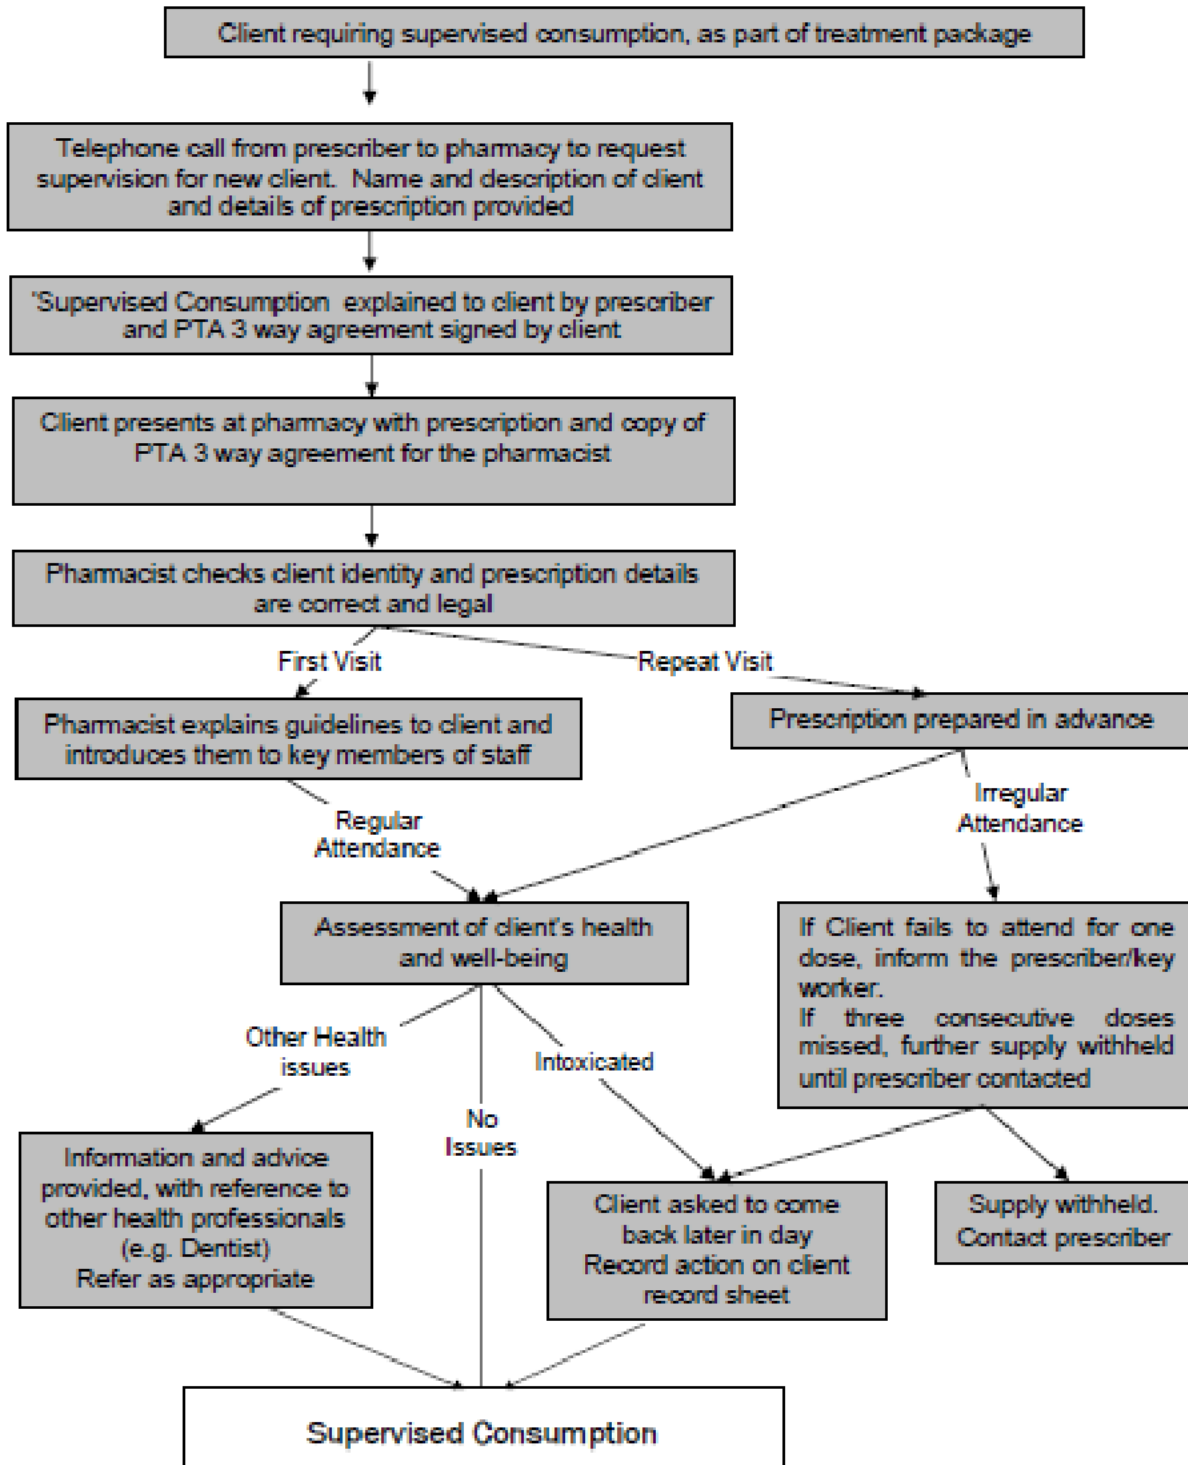 Client requiring supervised consumption, as part of treatment package
Telephone call from prescriber to pharmacy to request
supervision for new client. Name and description of client
and details of prescription provided
'Supervised Consumption explained to client by prescriber
and PTA 3 way agreement signed by client
Client presents at pharmacy with prescription and copy of
PTA 3 way agreement for the pharmacist
Pharmacist checks client identity and prescription details
are correct and legal
First Visit
Repeat Visit
Pharmacist explains guidelines to client and
introduces them to key members of staff
Prescription prepared in advance
Regular
Attendance
Irregular
Attendance
Assessment of client's health
and well-being
If Client fails to attend for one
dose, inform the prescriber/key
worker.
If three consecutive doses
missed, further supply withheld
until prescriber contacted
Other Health
issues
Intoxicated
No
Issues
Information and advice
provided, with reference to
other health professionals
(e.g. Dentist)
Refer as appropriate
Client asked to come
back later in day
Record action on client
record sheet
Supply withheld.
Contact prescriber
Supervised Consumption